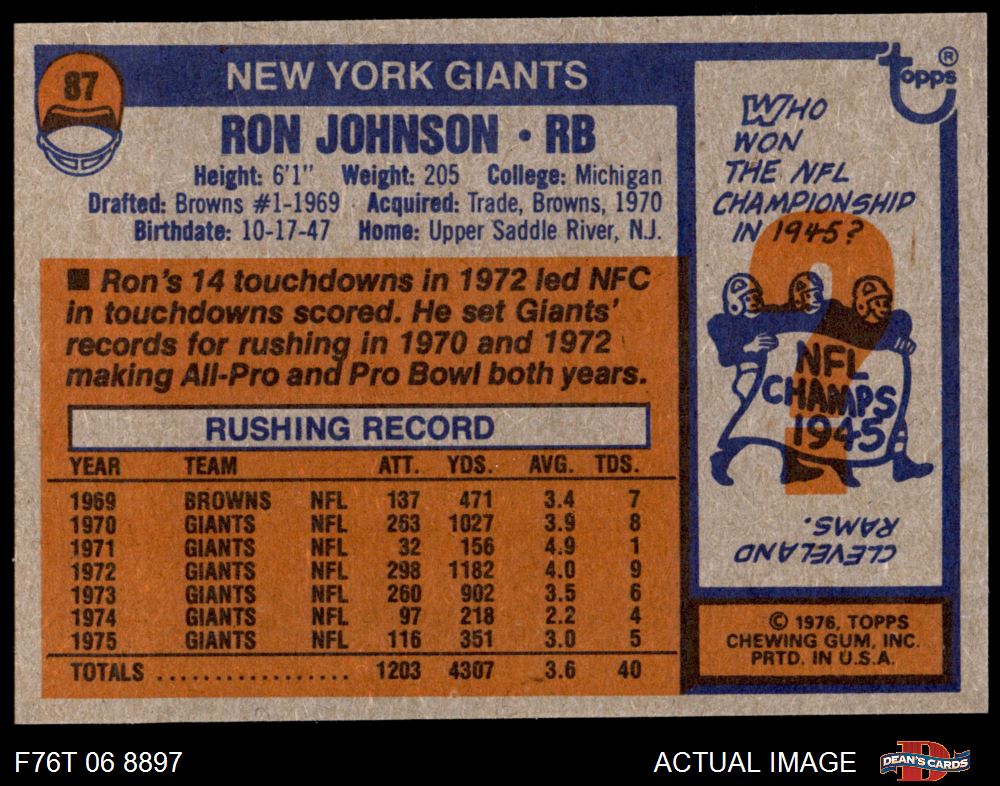 87
NEW YORK GIANTS
RON JOHNSON • RB
Height: 6'1" Weight: 205 College: Michigan
Drafted: Browns #1-1969 Acquired: Trade, Browns, 1970
Birthdate: 10-17-47 Home: Upper Saddle River, N.J.
■ Ron's 14 touchdowns in 1972 led NFC
in touchdowns scored. He set Giants'
records for rushing in 1970 and 1972
making All-Pro and Pro Bowl both years.
RUSHING RECORD
YEAR TEAM ATT. YDS. AVG. TDS.
1969 BROWNS NFL 137 471 3.4 7
1970 GIANTS NFL 263 1027 3.9 8
1971 GIANTS NFL 32 156 4.9 1
1972 GIANTS NFL 298 1182 4.0 9
1973 GIANTS NFL 260 902 3.5 6
1974 GIANTS NFL 97 218 2.2 4
1975 GIANTS NFL 116 351 3.0 5
TOTALS ................. 1203 4307 3.6 40
topps®
WHO
WON
THE NFL
CHAMPIONSHIP
IN 1945?
NFL
CHAMPS
1945
CLEVELAND
RAMS.
© 1976, TOPPS
CHEWING GUM, INC.
PRTD. IN U.S.A.
F76T 06 8897
ACTUAL IMAGE
DEAN'S CARDS